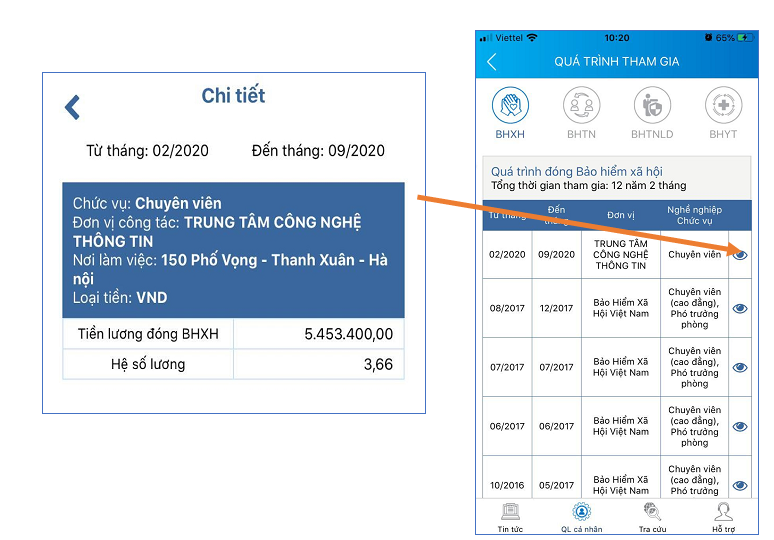 Chi tiết
Từ tháng: 02/2020 Đến tháng: 09/2020
Chức vụ: Chuyên viên
Đơn vị công tác: TRUNG TÂM CÔNG NGHỆ
THÔNG TIN
Nơi làm việc: 150 Phố Vọng - Thanh Xuân - Hà
nội
Loại tiền: VND
Tiền lương đóng BHXH 5.453.400,00
Hệ số lương 3,66
Viettel 10:20 65%
QUÁ TRÌNH THAM GIA
BHXH BHTN BHTNLD BHYT
Quá trình đóng Bảo hiểm xã hội
Tổng thời gian tham gia: 12 năm 2 tháng
Từ tháng Đến tháng Đơn vị Nghề nghiệp Chức vụ
02/2020 09/2020 TRUNG TÂM CÔNG NGHỆ THÔNG TIN Chuyên viên
08/2017 12/2017 Bảo Hiểm Xã Hội Việt Nam Chuyên viên (cao đẳng), Phó trưởng phòng
07/2017 07/2017 Bảo Hiểm Xã Hội Việt Nam Chuyên viên (cao đẳng), Phó trưởng phòng
06/2017 06/2017 Bảo Hiểm Xã Hội Việt Nam Chuyên viên (cao đẳng), Phó trưởng phòng
10/2016 05/2017 Bảo Hiểm Xã Hội Việt Nam Chuyên viên (cao đẳng), Phó trưởng
Tin tức QL cá nhân Tra cứu Hỗ trợ